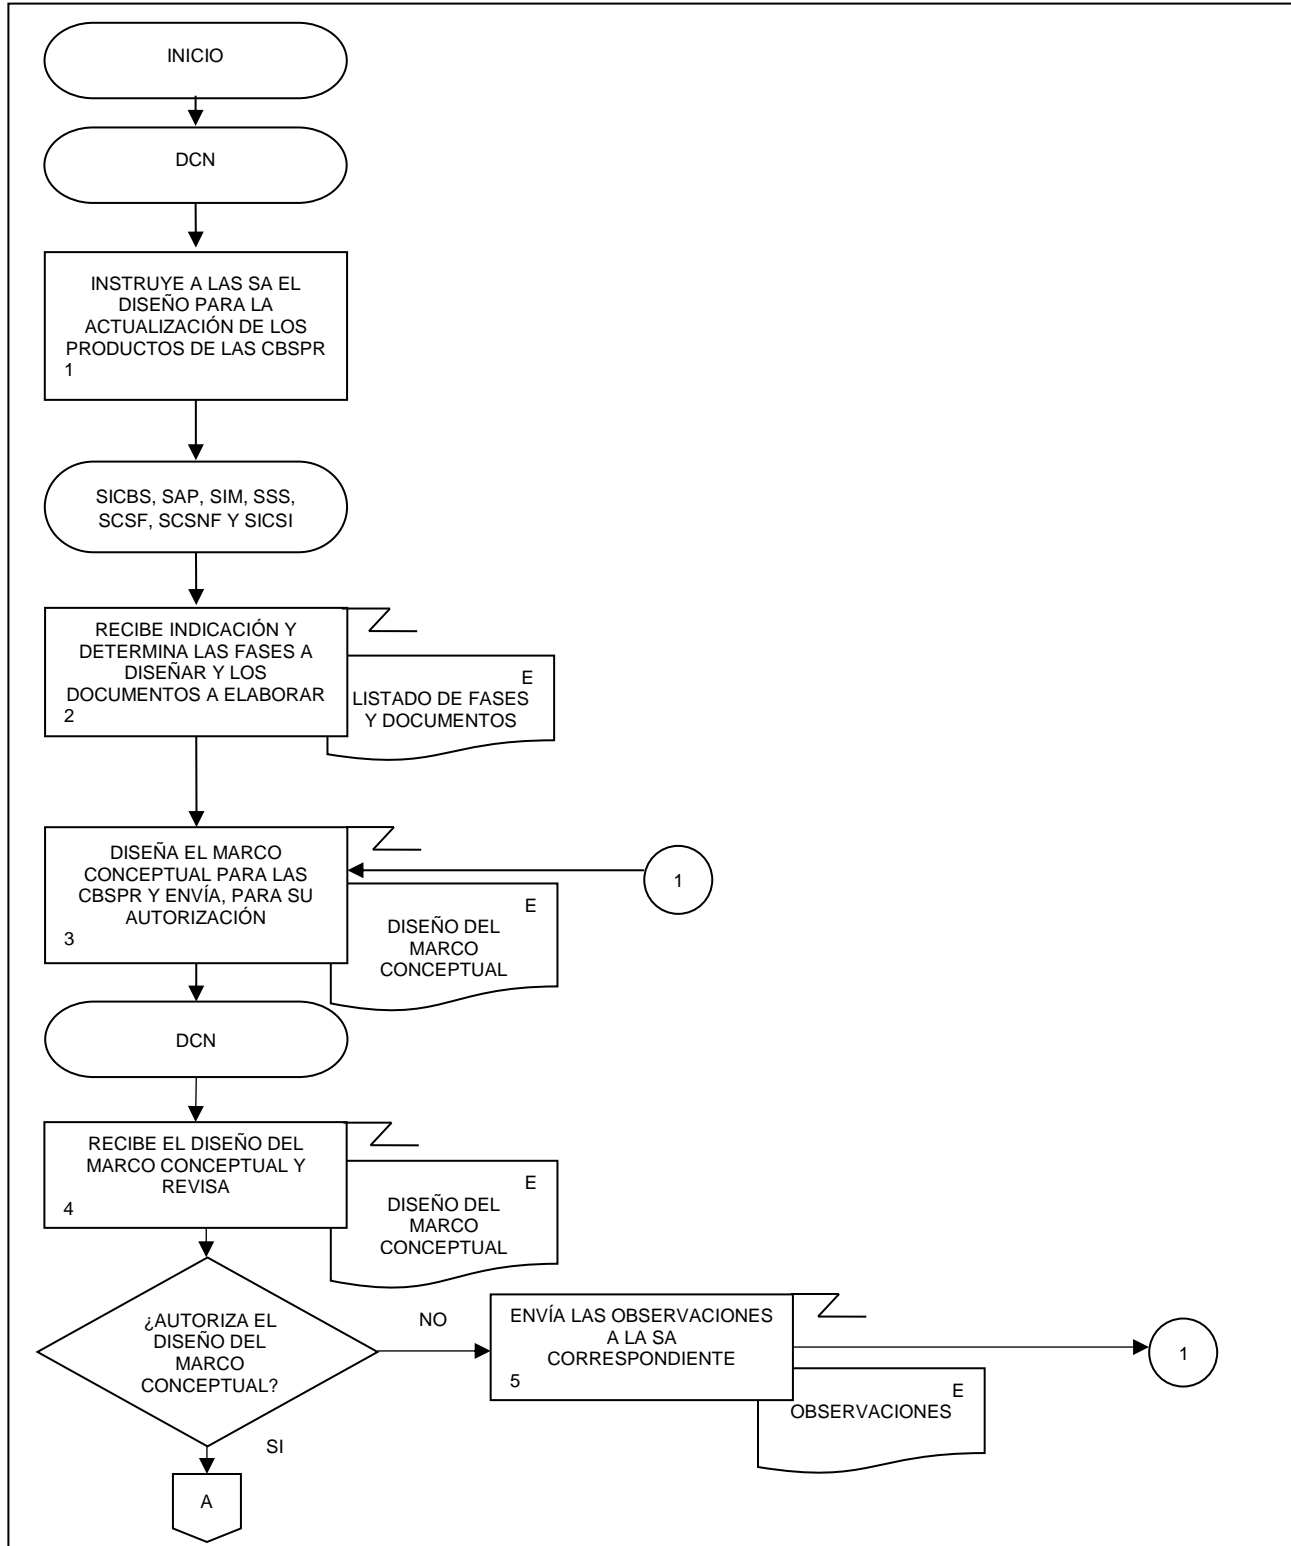 INICIO
DCN
INSTRUYE A LAS SA EL
DISEÑO PARA LA
ACTUALIZACIÓN DE LOS
PRODUCTOS DE LAS CBSPR
1
SICBS, SAP, SIM, SSS,
SCSF, SCSNF Y SICSI
RECIBE INDICACIÓN Y
DETERMINA LAS FASES A
DISEÑAR Y LOS
DOCUMENTOS A ELABORAR
2
E
LISTADO DE FASES
Y DOCUMENTOS
DISEÑA EL MARCO
CONCEPTUAL PARA LAS
CBSPR Y ENVÍA, PARA SU
AUTORIZACIÓN
3
1
E
DISEÑO DEL
MARCO
CONCEPTUAL
DCN
RECIBE EL DISEÑO DEL
MARCO CONCEPTUAL Y
REVISA
4
E
DISEÑO DEL
MARCO
CONCEPTUAL
¿AUTORIZA EL
DISEÑO DEL
MARCO
CONCEPTUAL?
NO
ENVÍA LAS OBSERVACIONES
A LA SA
CORRESPONDIENTE
5
1
E
OBSERVACIONES
SI
A